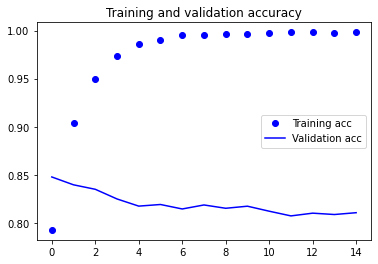 Training and validation accuracy
1.00
0.95
0.90
0.85
0.80
Training acc
Validation acc
0 2 4 6 8 10 12 14